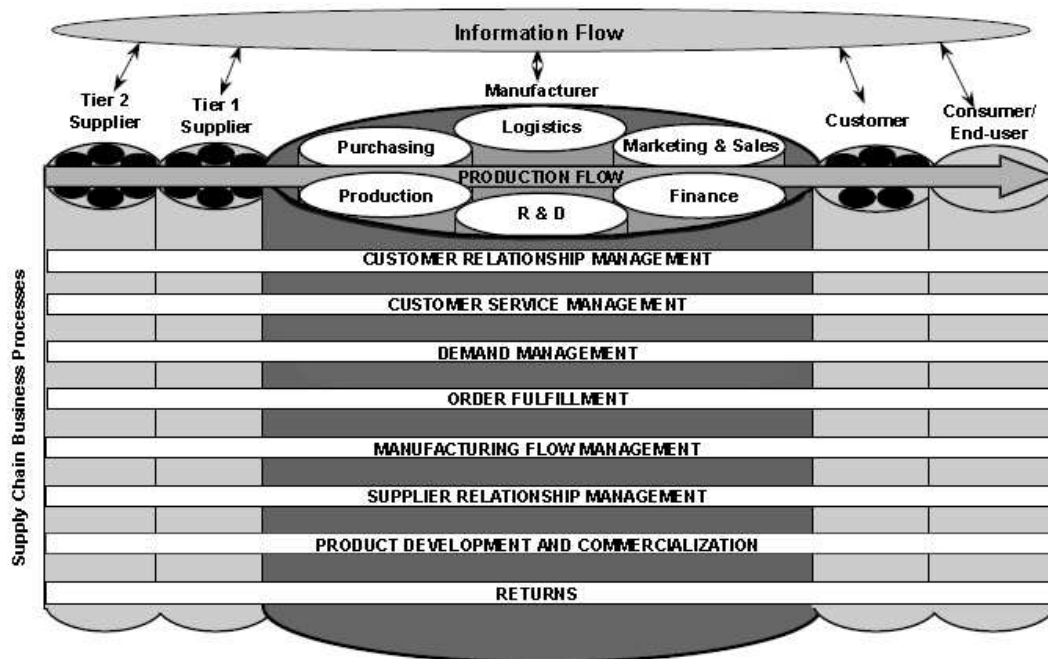 Information Flow
Manufacturer
Tier 2
Supplier
Tier 1
Supplier
Customer
Consumer/
End-user
Logistics
Purchasing
Marketing & Sales
PRODUCTION FLOW
Production
R & D
Finance
Supply Chain Business Processes
CUSTOMER RELATIONSHIP MANAGEMENT
CUSTOMER SERVICE MANAGEMENT
DEMAND MANAGEMENT
ORDER FULFILLMENT
MANUFACTURING FLOW MANAGEMENT
SUPPLIER RELATIONSHIP MANAGEMENT
PRODUCT DEVELOPMENT AND COMMERCIALIZATION
RETURNS